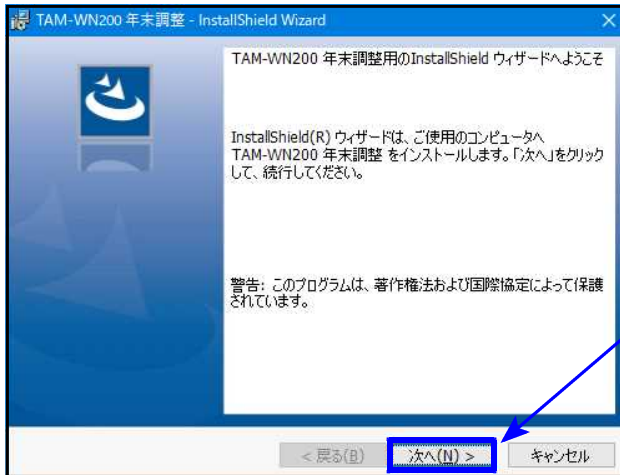 TAM-WN200 年末調整 - InstallShield Wizard
TAM-WN200 年末調整用のInstallShield ウィザードへようこそ
InstallShield(R) ウィザードは、ご使用のコンピュータへ
TAM-WN200 年末調整 をインストールします。「次へ」をクリック
して、続行してください。
警告: このプログラムは、著作権法および国際協定によって保護
されています。
< 戻る(B)
次へ(N) >
キャンセル